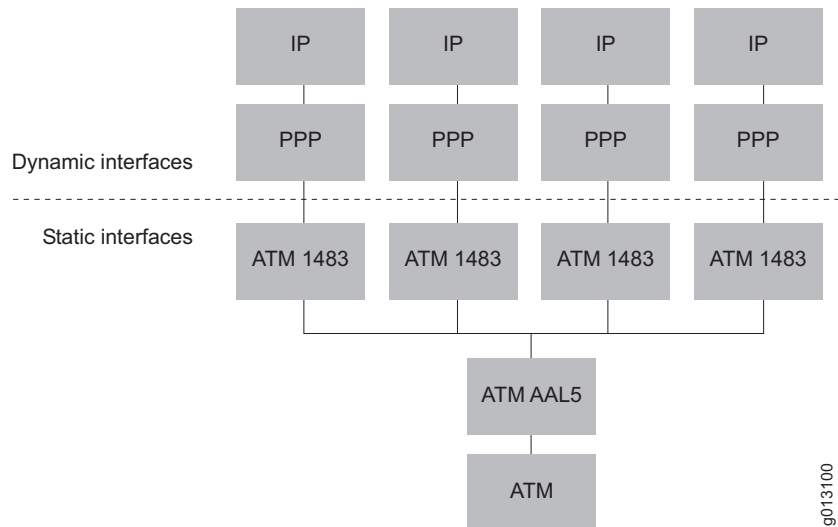 IP IP IP IP
PPP PPP PPP PPP
Dynamic interfaces
Static interfaces
ATM 1483 ATM 1483 ATM 1483 ATM 1483
ATM AAL5
ATM
g013100